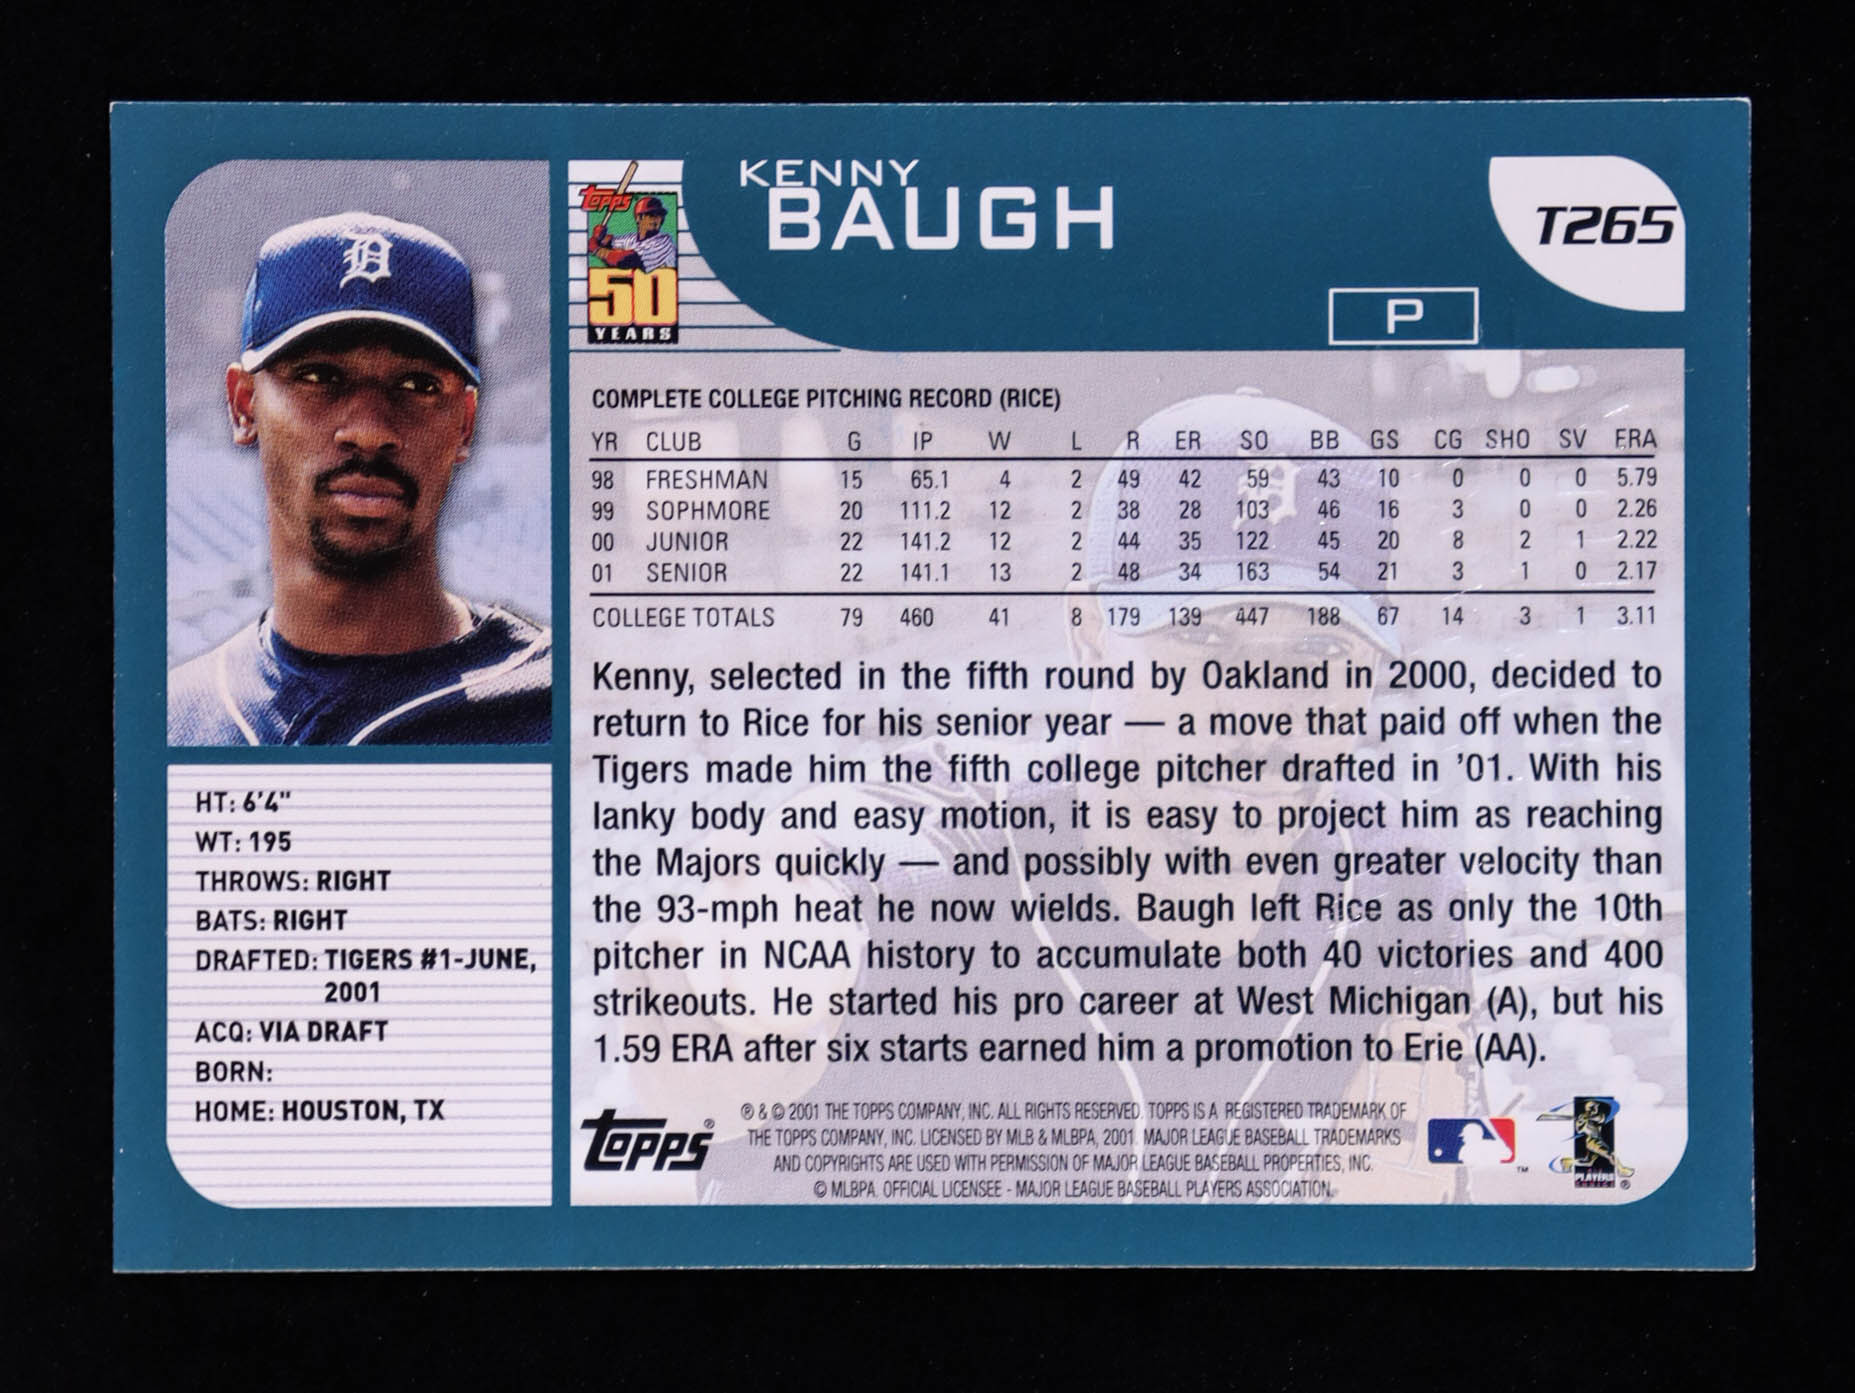 KENNY
BAUGH
T265
topps
50
YEARS
P
D
COMPLETE COLLEGE PITCHING RECORD (RICE)
YR CLUB G IP W L R ER SO BB GS CG SHO SV ERA
98 FRESHMAN 15 65.1 4 2 49 42 59 43 10 0 0 0 5.79
99 SOPHMORE 20 111.2 12 2 38 28 103 46 16 3 0 0 2.26
00 JUNIOR 22 141.2 12 2 44 35 122 45 20 8 2 1 2.22
01 SENIOR 22 141.1 13 2 48 34 163 54 21 3 1 0 2.17
COLLEGE TOTALS 79 460 41 8 179 139 447 188 67 14 3 1 3.11
Kenny, selected in the fifth round by Oakland in 2000, decided to
return to Rice for his senior year — a move that paid off when the
Tigers made him the fifth college pitcher drafted in '01. With his
lanky body and easy motion, it is easy to project him as reaching
the Majors quickly — and possibly with even greater velocity than
the 93-mph heat he now wields. Baugh left Rice as only the 10th
pitcher in NCAA history to accumulate both 40 victories and 400
strikeouts. He started his pro career at West Michigan (A), but his
1.59 ERA after six starts earned him a promotion to Erie (AA).
HT: 6'4"
WT: 195
THROWS: RIGHT
BATS: RIGHT
DRAFTED: TIGERS #1-JUNE,
2001
ACQ: VIA DRAFT
BORN:
HOME: HOUSTON, TX
topps®
® & © 2001 THE TOPPS COMPANY, INC. ALL RIGHTS RESERVED. TOPPS IS A REGISTERED TRADEMARK OF
THE TOPPS COMPANY, INC. LICENSED BY MLB & MLBPA, 2001. MAJOR LEAGUE BASEBALL TRADEMARKS
AND COPYRIGHTS ARE USED WITH PERMISSION OF MAJOR LEAGUE BASEBALL PROPERTIES, INC.
© MLBPA. OFFICIAL LICENSEE - MAJOR LEAGUE BASEBALL PLAYERS ASSOCIATION.
TM
PLAYERS
CHOICE ®